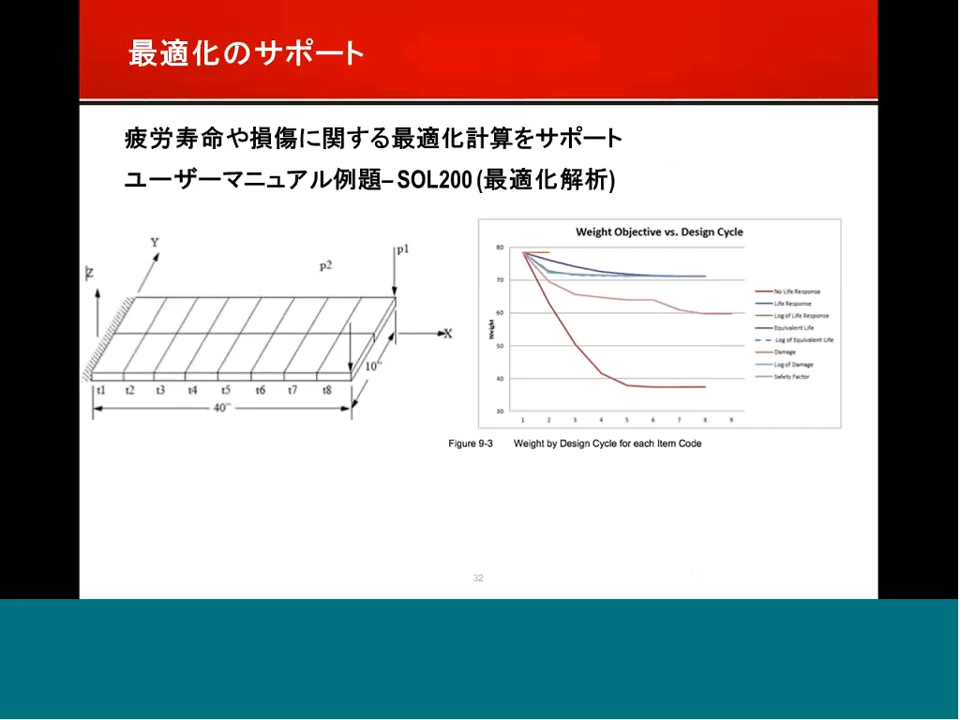 最適化のサポート
疲労寿命や損傷に関する最適化計算をサポート
ユーザーマニュアル例題– SOL200 (最適化解析)
Y
Z
p2
p1
X
10"
t1 t2 t3 t4 t5 t6 t7 t8
40"
Weight Objective vs. Design Cycle
80
70
60
50
40
30
Weight
1 2 3 4 5 6 7 8 9
No Life Response
Life Response
Log of Life Response
Equivalent Life
Log of Equivalent Life
Damage
Log of Damage
Safety Factor
Figure 9-3 Weight by Design Cycle for each Item Code
32